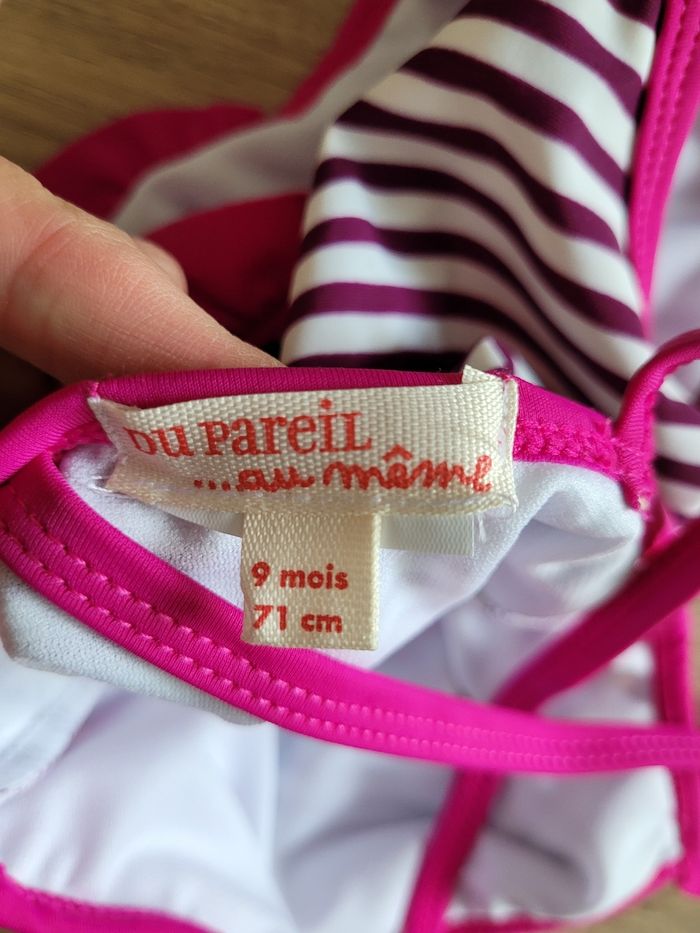 DU PaREIL
...au même
9 mois
71 cm